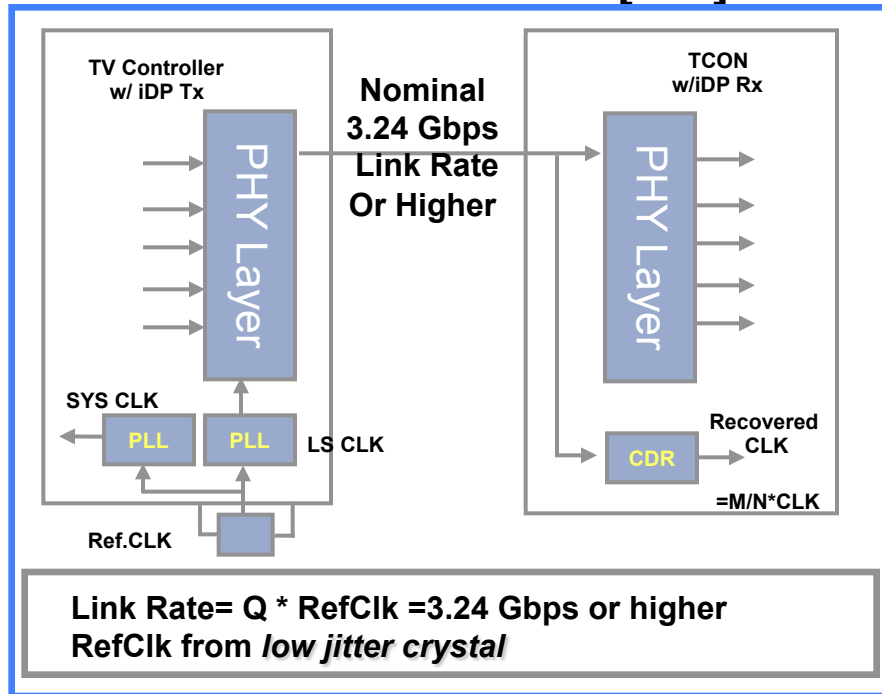 TV Controller
w/ iDP Tx
PHY Layer
SYS CLK
PLL
PLL
LS CLK
Ref.CLK
Nominal
3.24 Gbps
Link Rate
Or Higher
TCON
w/iDP Rx
PHY Layer
CDR
Recovered
CLK
=M/N*CLK
Link Rate= Q * RefClk =3.24 Gbps or higher
RefClk from low jitter crystal